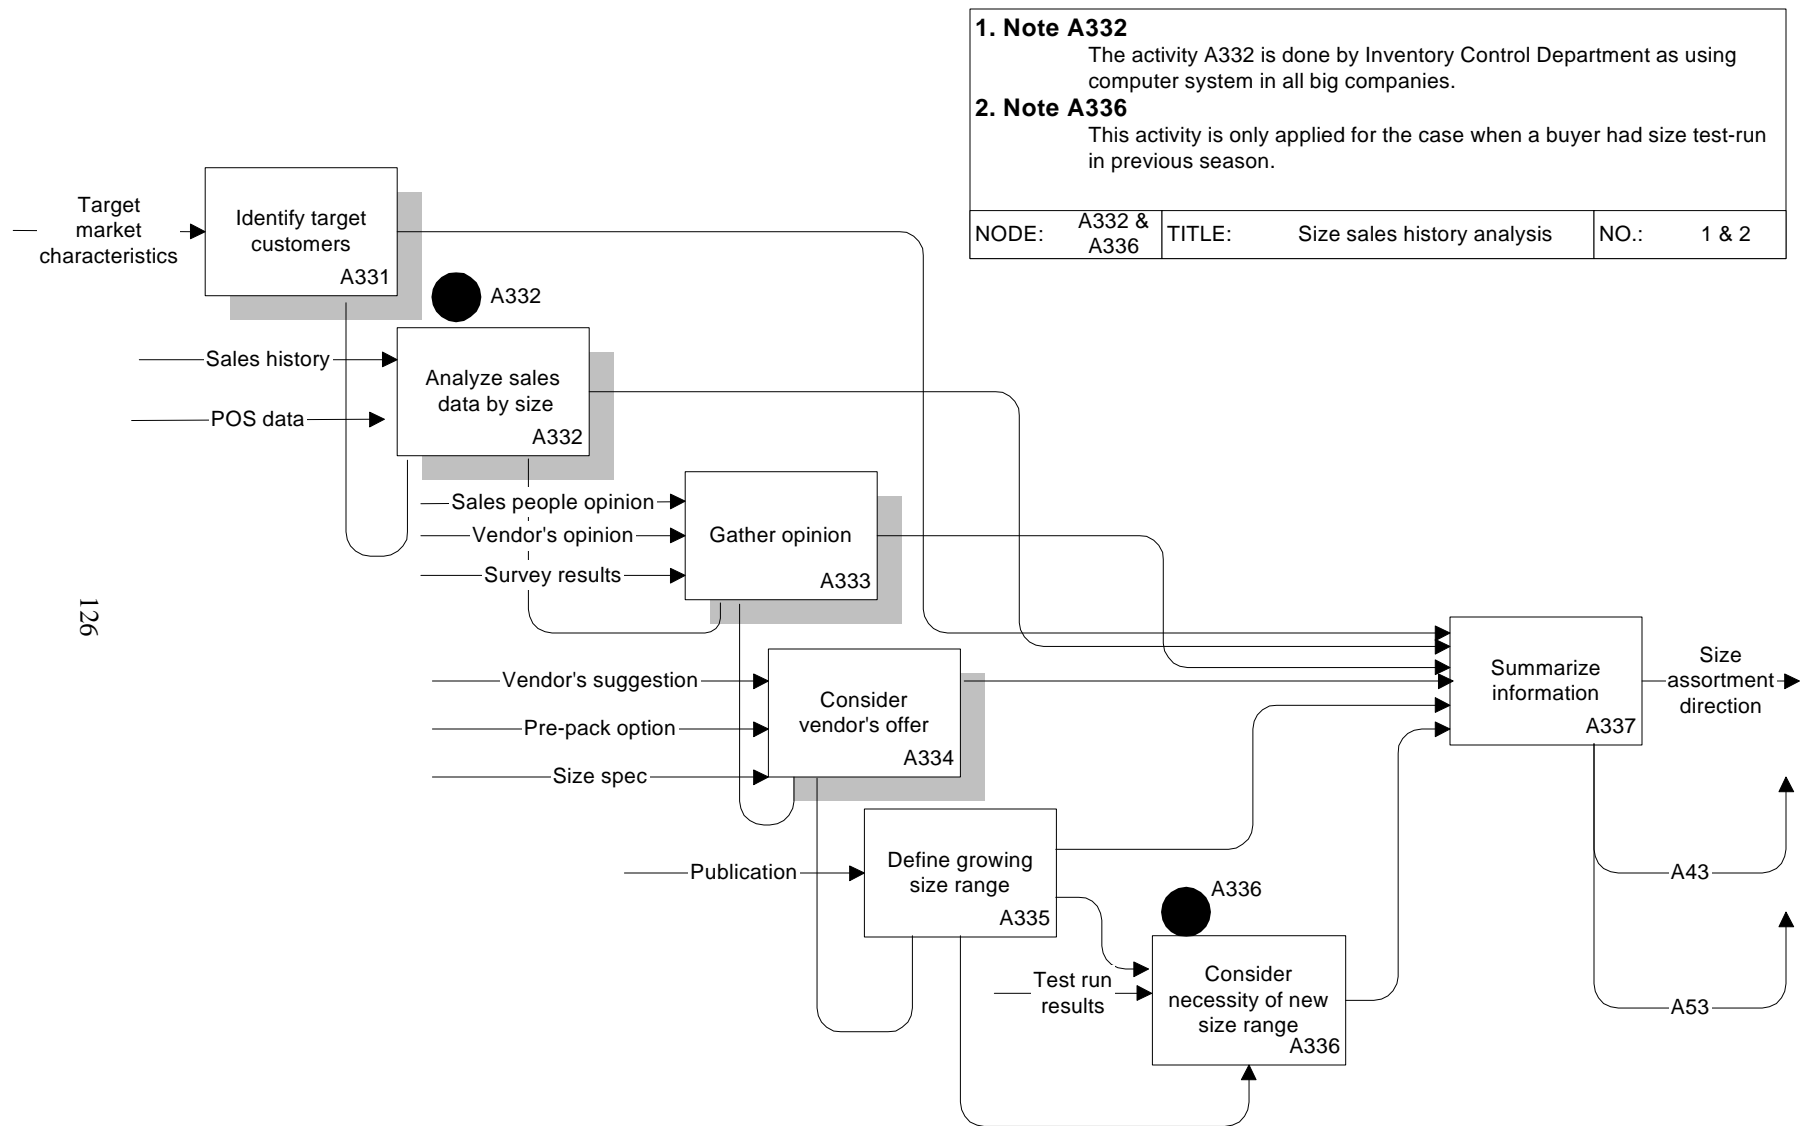 1. Note A332
The activity A332 is done by Inventory Control Department as using
computer system in all big companies.
2. Note A336
This activity is only applied for the case when a buyer had size test-run
in previous season.
NODE:
A332 &
A336
TITLE:
Size sales history analysis
NO.:
1 & 2
Target
market
characteristics
Identify target
customers
A331
A332
Sales history
POS data
Analyze sales
data by size
A332
Sales people opinion
Vendor's opinion
Survey results
Gather opinion
A333
126
Vendor's suggestion
Pre-pack option
Size spec
Consider
vendor's offer
A334
Summarize
information
A337
Size
assortment
direction
Publication
Define growing
size range
A335
A336
Test run
results
Consider
necessity of new
size range
A336
A43
A53